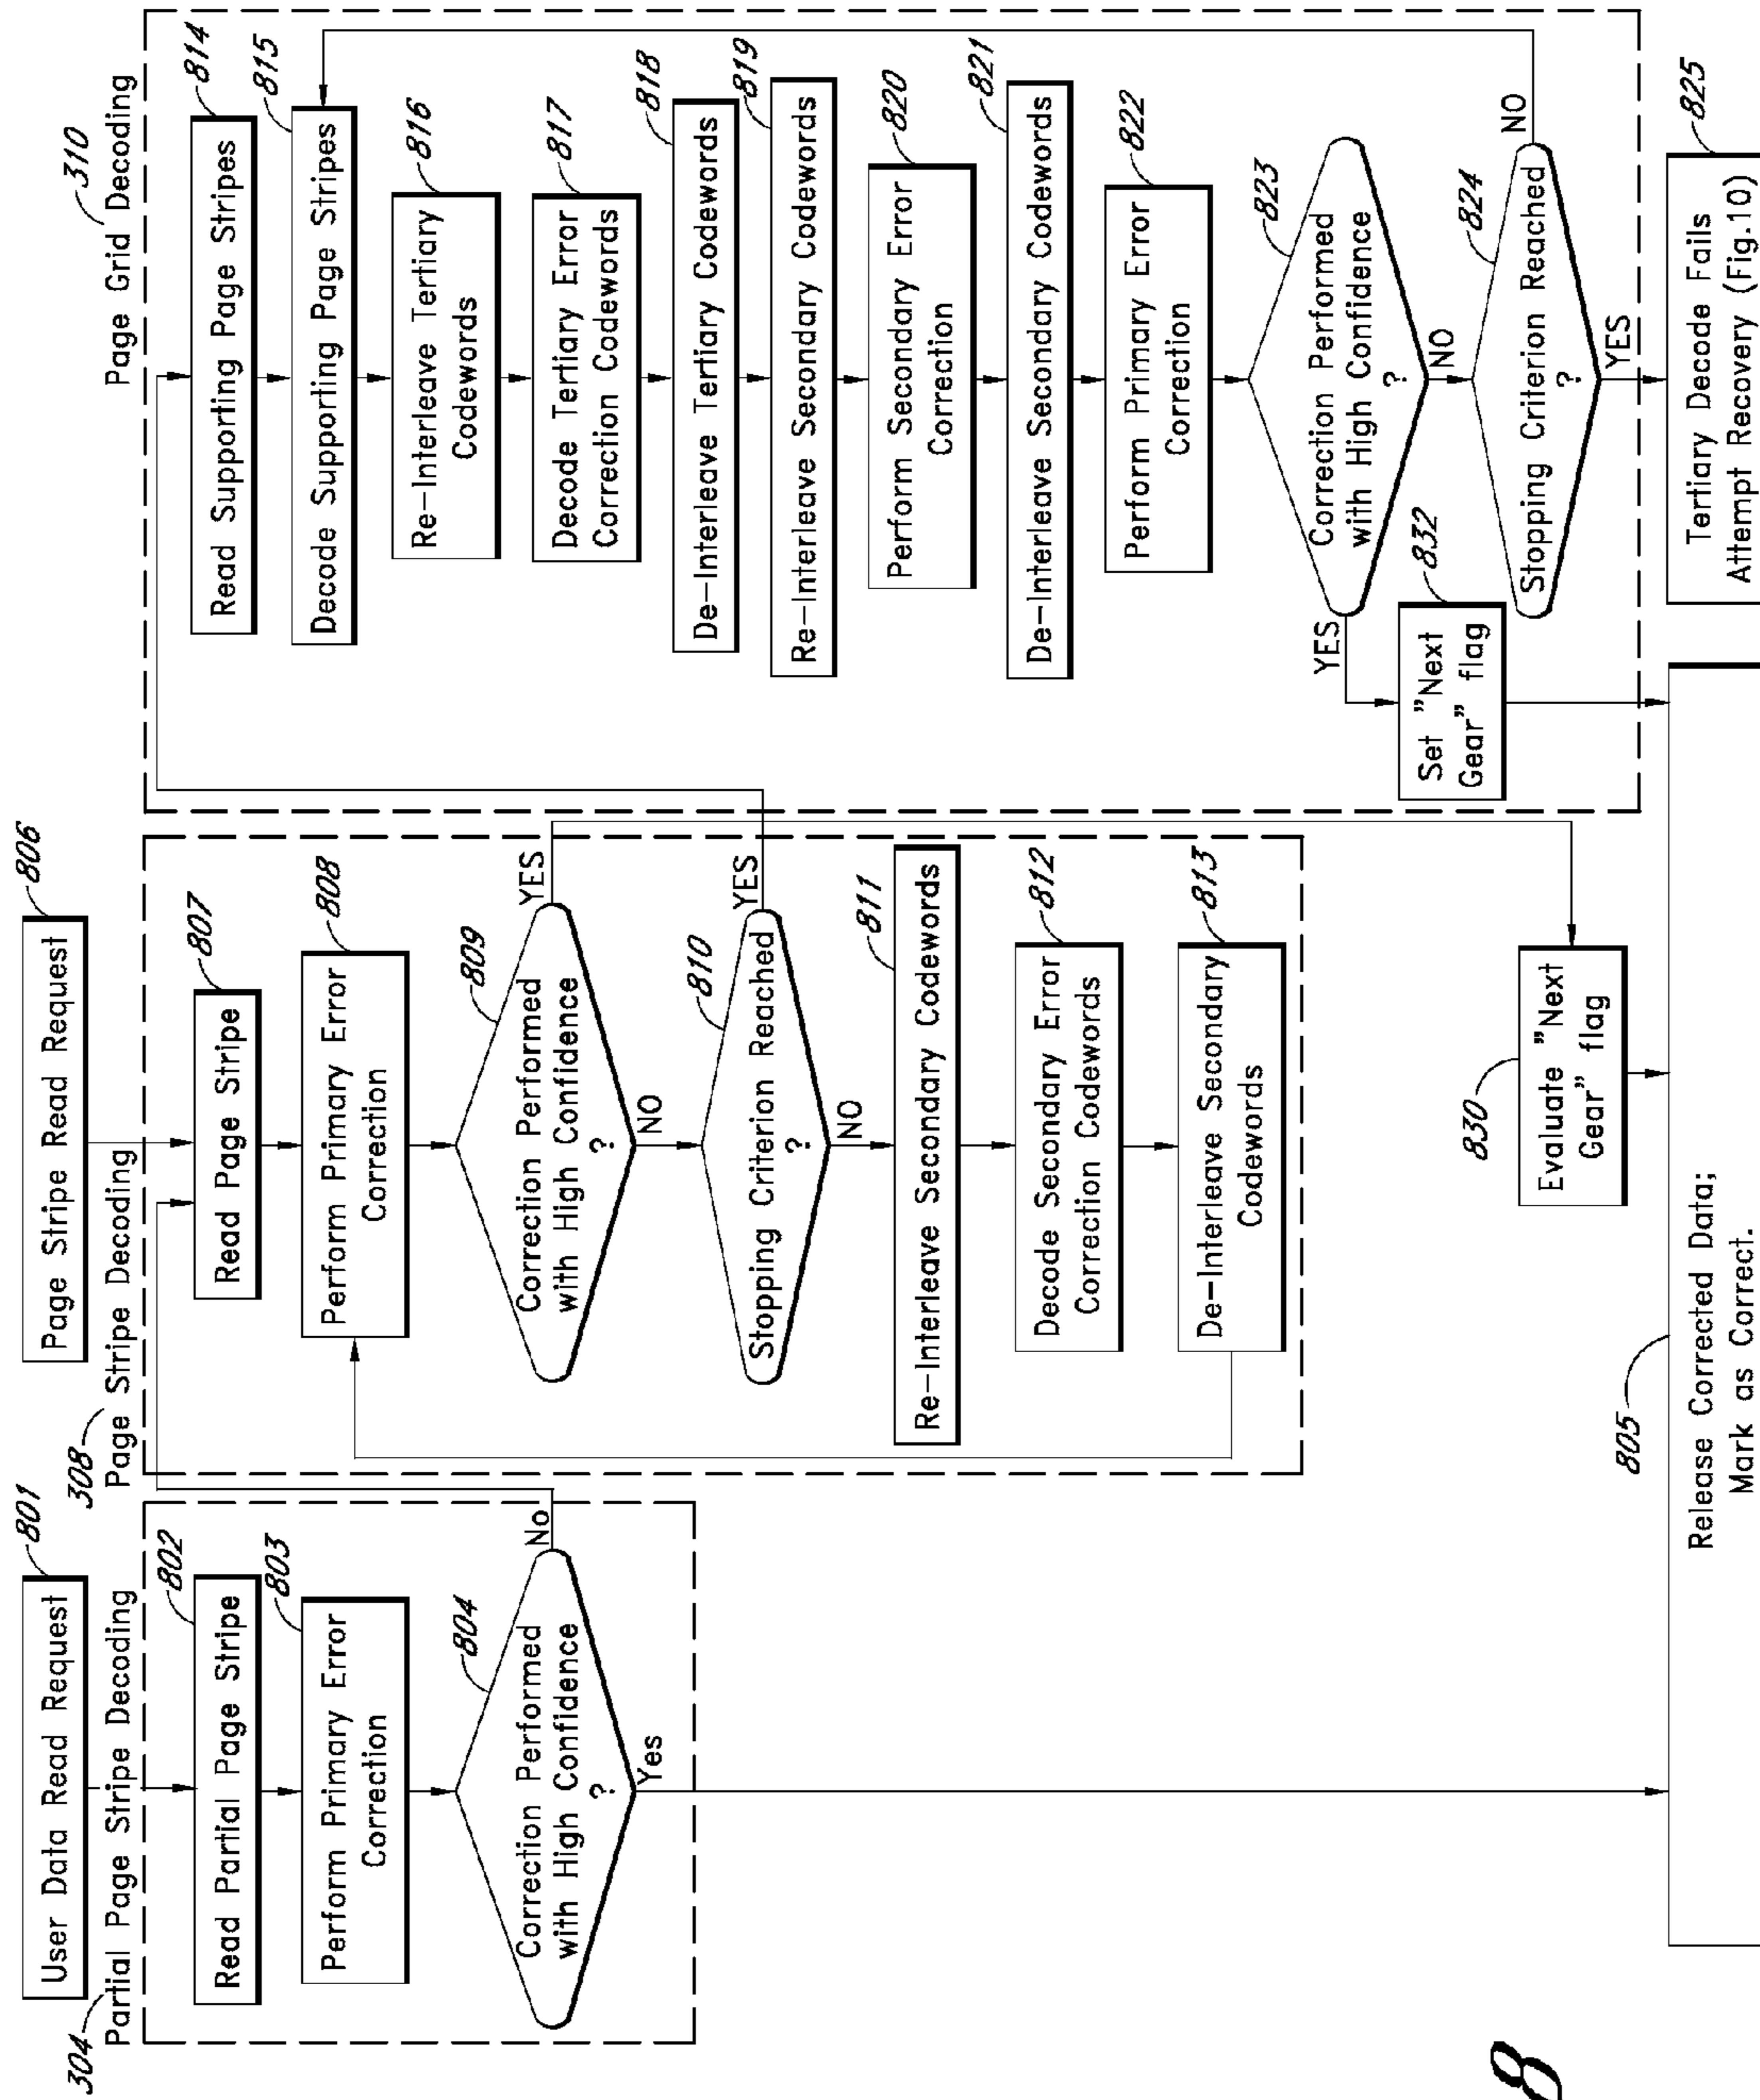 801
User Data Read Request
304
Partial Page Stripe Decoding
802
Read Partial Page Stripe
803
Perform Primary Error
Correction
804
Correction Performed
with High Confidence
?
No
Yes
806
Page Stripe Read Request
308
Page Stripe Decoding
807
Read Page Stripe
808
Perform Primary Error
Correction
809
Correction Performed
with High Confidence
?
YES
NO
810
Stopping Criterion Reached
?
YES
NO
811
Re-Interleave Secondary Codewords
812
Decode Secondary Error
Correction Codewords
813
De-Interleave Secondary
Codewords
830
Evaluate "Next
Gear" flag
805
Release Corrected Data;
Mark as Correct.
310
Page Grid Decoding
814
Read Supporting Page Stripes
815
Decode Supporting Page Stripes
816
Re-Interleave Tertiary
Codewords
817
Decode Tertiary Error
Correction Codewords
818
De-Interleave Tertiary Codewords
819
Re-Interleave Secondary Codewords
820
Perform Secondary Error
Correction
821
De-Interleave Secondary Codewords
822
Perform Primary Error
Correction
823
Correction Performed
with High Confidence
?
YES
NO
832
Set "Next
Gear" flag
824
Stopping Criterion Reached
?
NO
YES
825
Tertiary Decode Fails
Attempt Recovery (Fig.10)
8